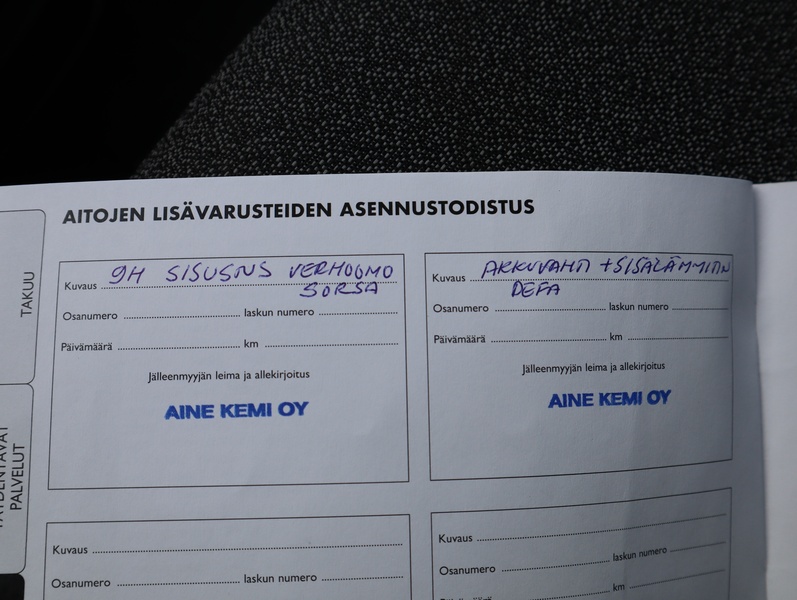 AITOJEN LISÄVARUSTEIDEN ASENNUSTODISTUS
TAKUU
TÄYDENTÄVÄT
PALVELUT
Kuvaus 9H SISUSTUS VERHOOMO
SORSA
Osanumero laskun numero
Päivämäärä km
Jälleenmyyjän leima ja allekirjoitus
AINE KEMI OY
Kuvaus AKKUVAHTI + SISÄLÄMMITIN
DEFA
Osanumero laskun numero
Päivämäärä km
Jälleenmyyjän leima ja allekirjoitus
AINE KEMI OY
Kuvaus
Osanumero laskun numero
Kuvaus
Osanumero laskun numero
km